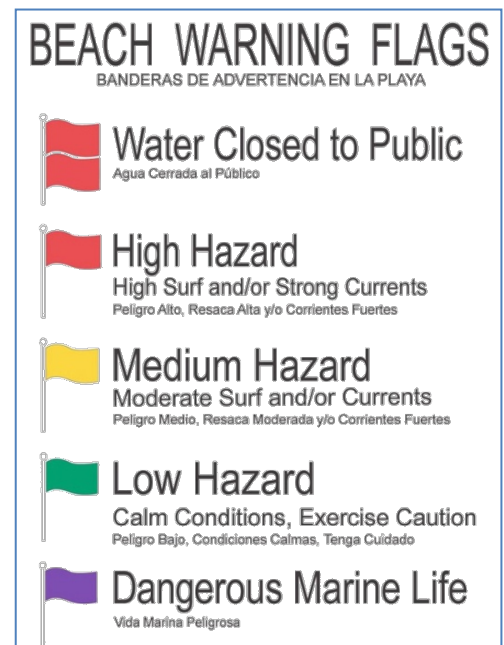 BEACH WARNING FLAGS
BANDERAS DE ADVERTENCIA EN LA PLAYA
Water Closed to Public
Agua Cerrada al Público
High Hazard
High Surf and/or Strong Currents
Peligro Alto, Resaca Alta y/o Corrientes Fuertes
Medium Hazard
Moderate Surf and/or Currents
Peligro Medio, Resaca Moderada y/o Corrientes Fuertes
Low Hazard
Calm Conditions, Exercise Caution
Peligro Bajo, Condiciones Calmas, Tenga Cuidado
Dangerous Marine Life
Vida Marina Peligrosa